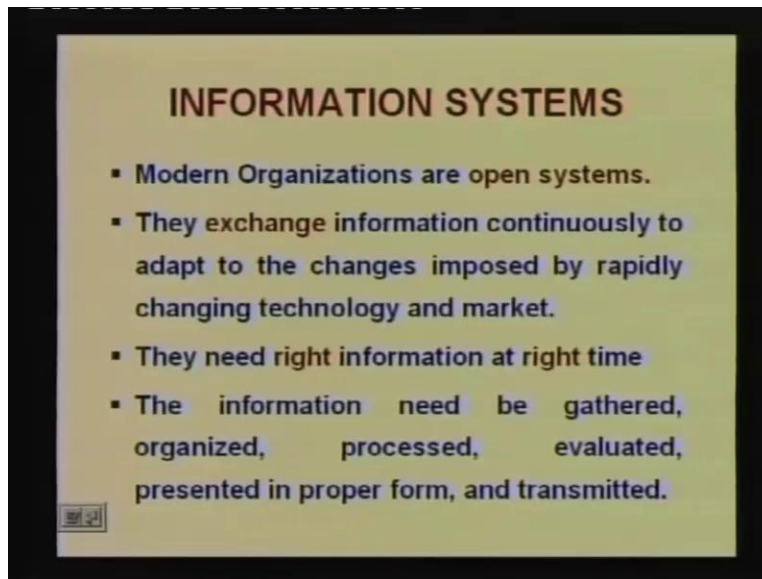 INFORMATION SYSTEMS
▪ Modern Organizations are open systems.
▪ They exchange information continuously to
adapt to the changes imposed by rapidly
changing technology and market.
▪ They need right information at right time
▪ The information need be gathered,
organized, processed, evaluated,
presented in proper form, and transmitted.